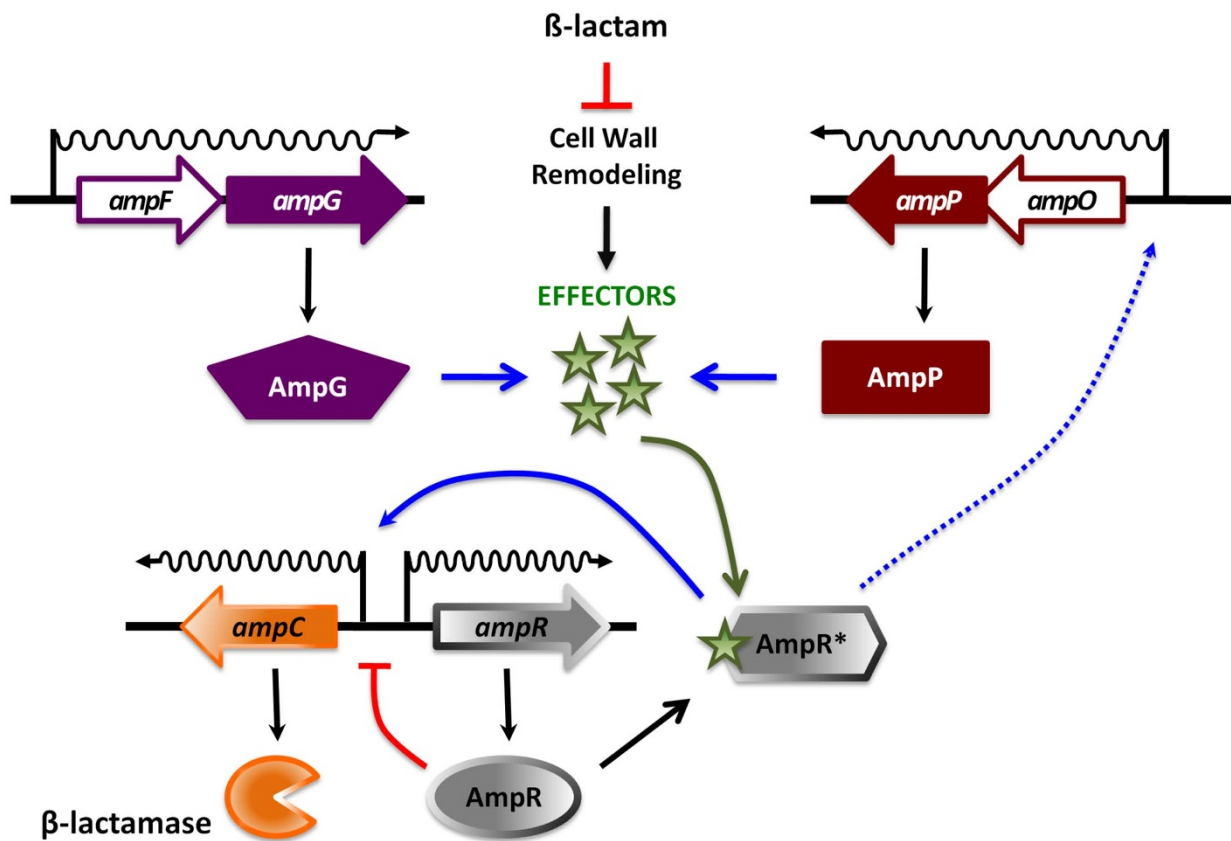 ß-lactam
Cell Wall
Remodeling
ampF
ampG
ampP
ampO
EFFECTORS
AmpG
AmpP
ampC
ampR
AmpR*
AmpR
β-lactamase